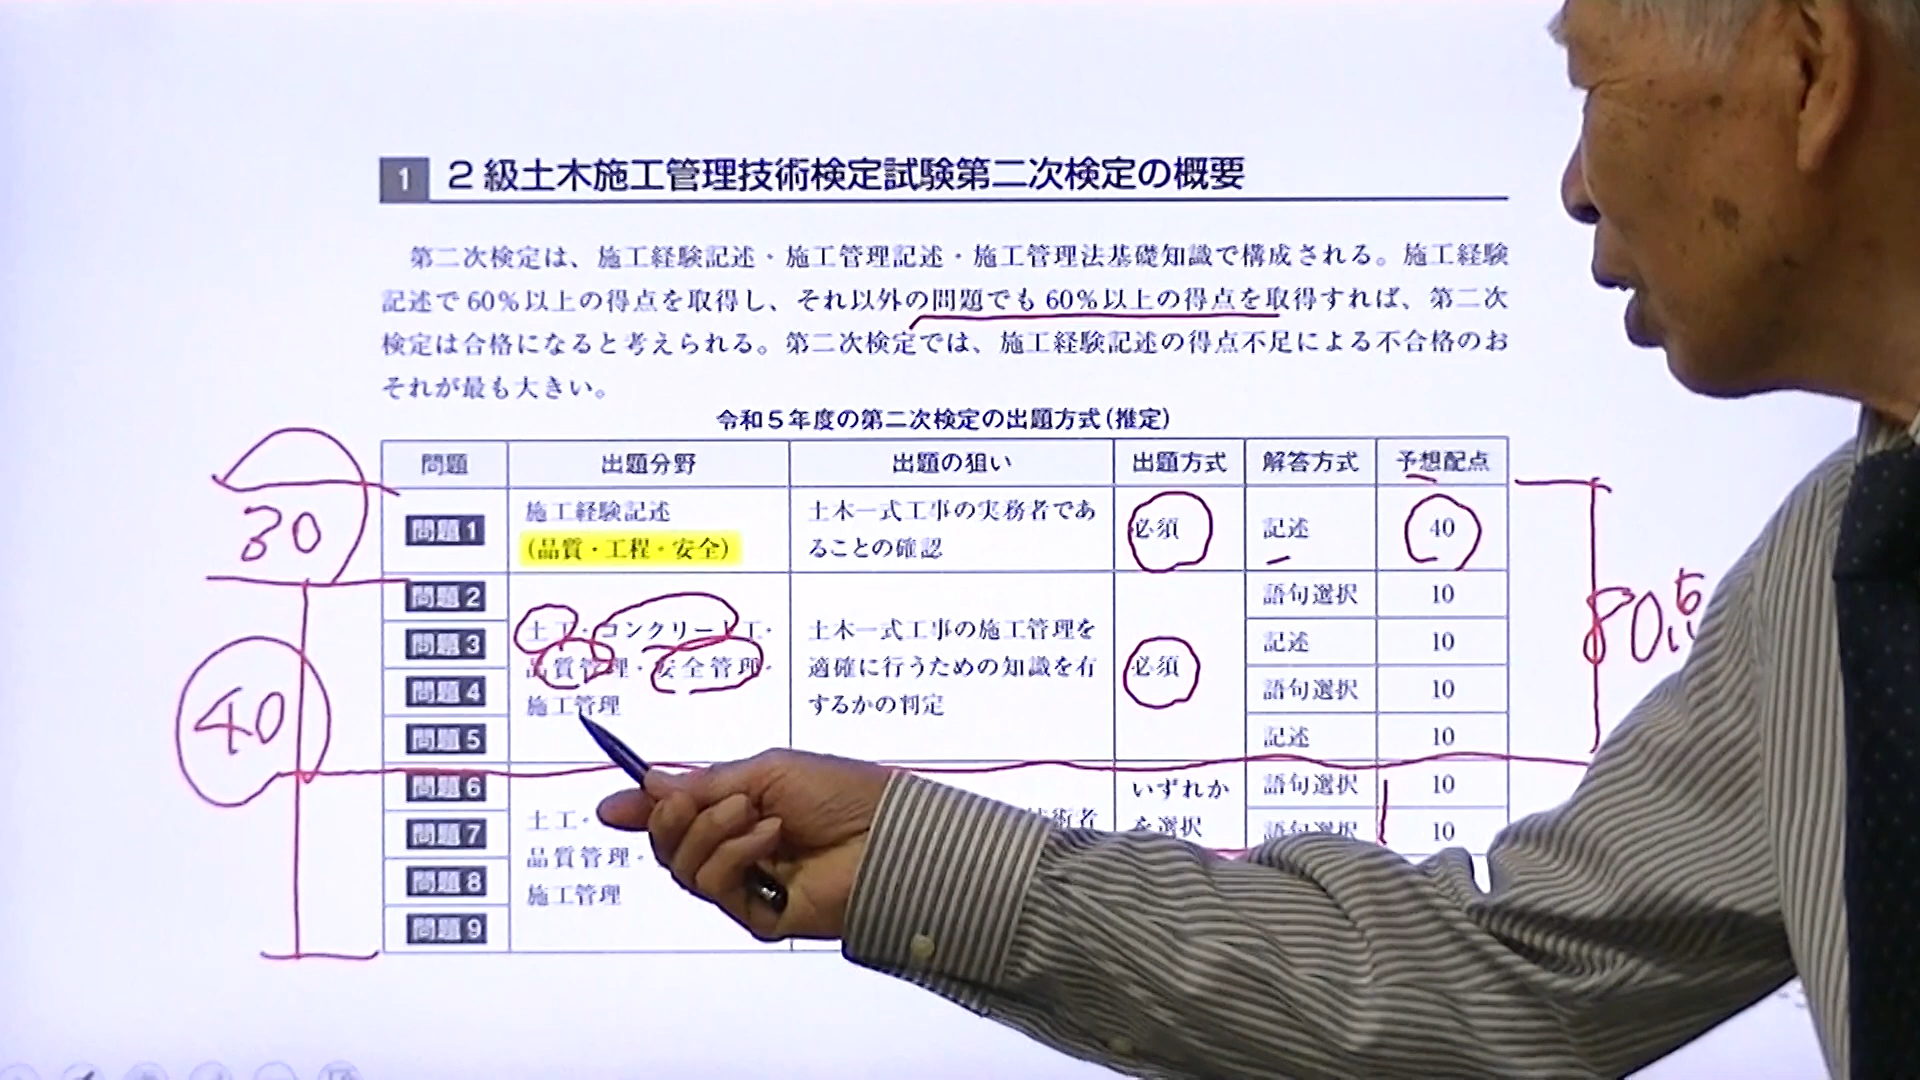 1 2級土木施工管理技術検定試験第二次検定の概要
第二次検定は、施工経験記述・施工管理記述・施工管理法基礎知識で構成される。施工経験
記述で60%以上の得点を取得し、それ以外の問題でも60%以上の得点を取得すれば、第二次
検定は合格になると考えられる。第二次検定では、施工経験記述の得点不足による不合格のお
それが最も大きい。
令和5年度の第二次検定の出題方式(推定)
問題 出題分野 出題の狙い 出題方式 解答方式 予想配点
問題1 施工経験記述 土木一式工事の実務者であ 必須 記述 40
(品質・工程・安全) ることの確認
30
問題2 語句選択 10
問題3 土工・コンクリート工・ 土木一式工事の施工管理を 記述 10
80点
品質管理・安全管理・ 適確に行うための知識を有 必須
問題4 施工管理 するかの判定 語句選択 10
40
問題5 記述 10
問題6 いずれか 語句選択 10
問題7 土工・ 技術者 を選択 語句選択 10
品質管理・
問題8 施工管理
問題9